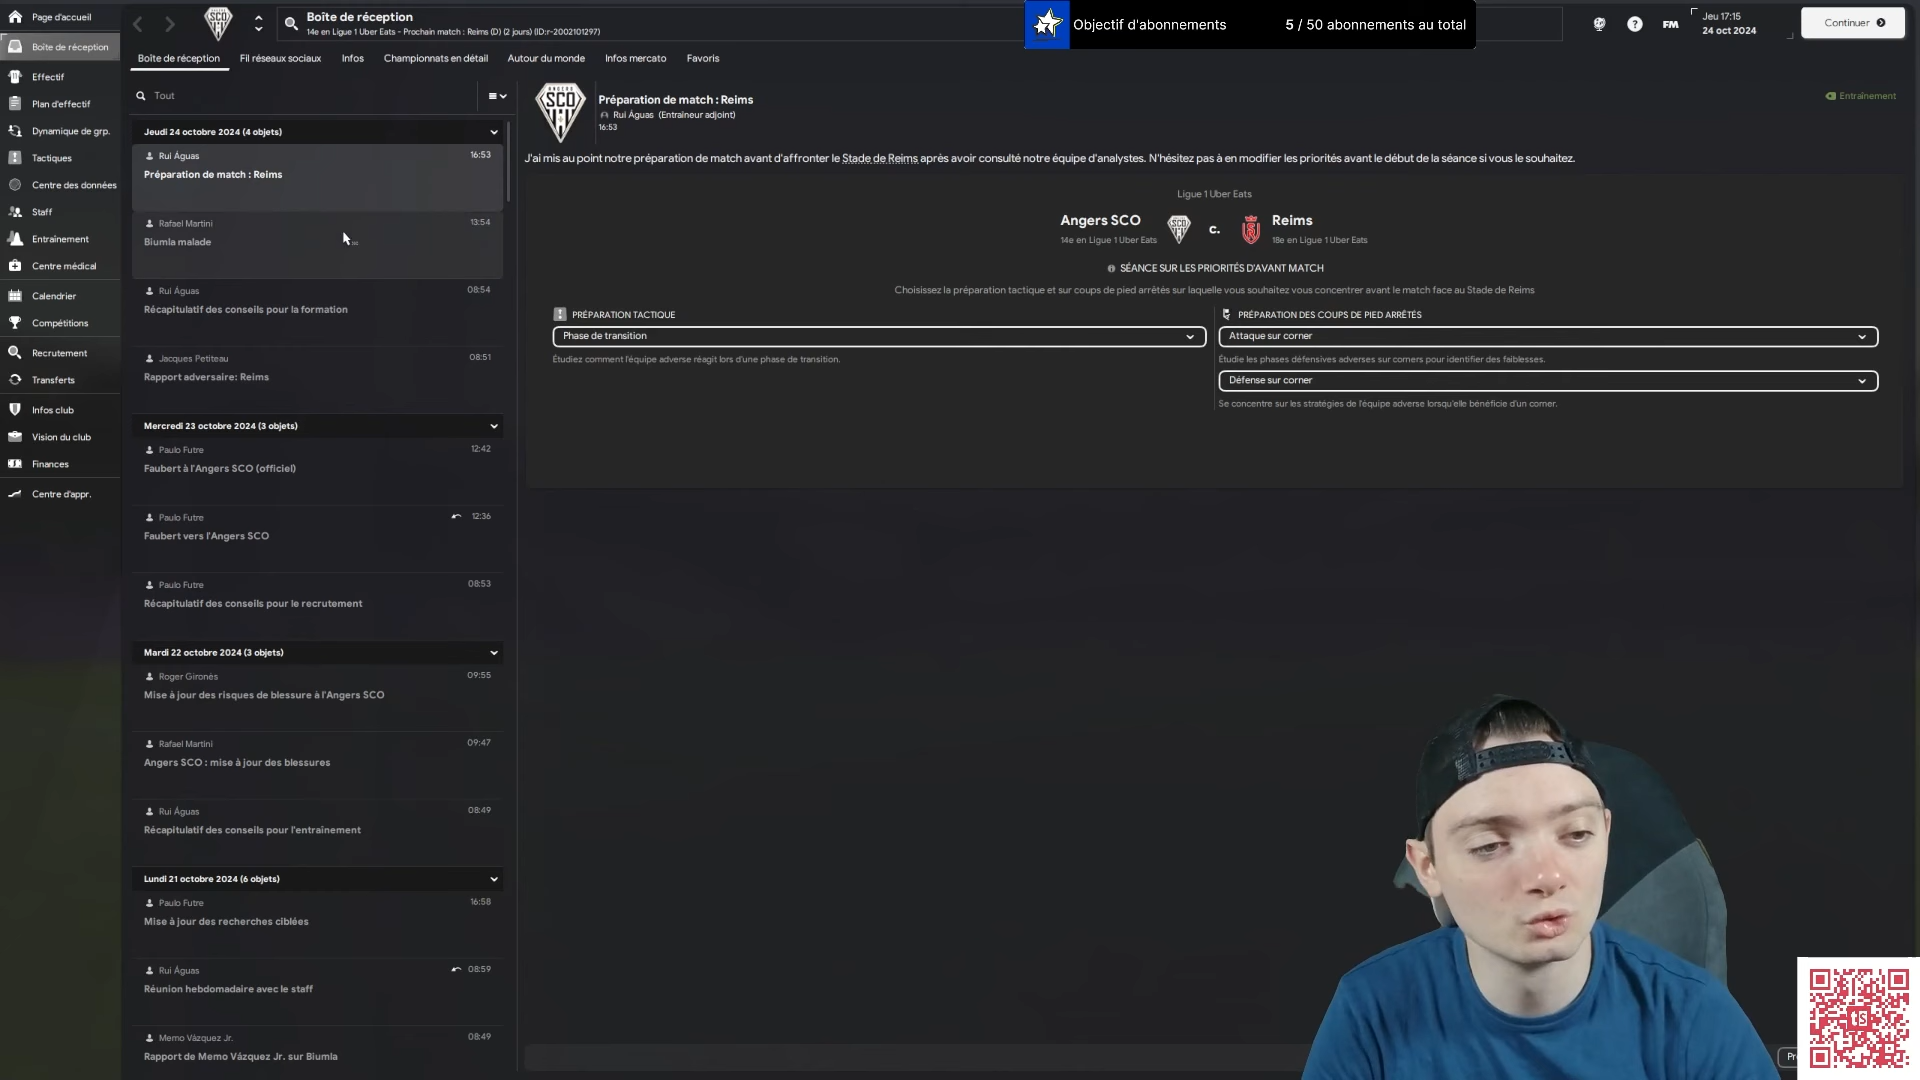 Page d'accueil
Boîte de réception
Effectif
Plan d'effectif
Dynamique de grp.
Tactiques
Centre des données
Staff
Entraînement
Centre médical
Calendrier
Compétitions
Recrutement
Transferts
Infos club
Vision du club
Finances
Centre d'appr.
Boîte de réception
14e en Ligue 1 Uber Eats - Prochain match : Reims (D) (2 jours) (ID:r-2002101297)
Objectif d'abonnements 5 / 50 abonnements au total
FM
Jeu 17:15
24 oct 2024
Continuer
Boîte de réception Fil réseaux sociaux Infos Championnats en détail Autour du monde Infos mercato Favoris
Tout
Jeudi 24 octobre 2024 (4 objets)
Rui Águas 16:53
Préparation de match : Reims
Rafael Martini 13:54
Biumla malade
Rui Águas 08:54
Récapitulatif des conseils pour la formation
Jacques Petiteau 08:51
Rapport adversaire: Reims
Mercredi 23 octobre 2024 (3 objets)
Paulo Futre 12:42
Faubert à l'Angers SCO (officiel)
Paulo Futre 12:36
Faubert vers l'Angers SCO
Paulo Futre 08:53
Récapitulatif des conseils pour le recrutement
Mardi 22 octobre 2024 (3 objets)
Roger Gironès 09:55
Mise à jour des risques de blessure à l'Angers SCO
Rafael Martini 09:47
Angers SCO : mise à jour des blessures
Rui Águas 08:49
Récapitulatif des conseils pour l'entraînement
Lundi 21 octobre 2024 (6 objets)
Paulo Futre 16:58
Mise à jour des recherches ciblées
Rui Águas 08:59
Réunion hebdomadaire avec le staff
Memo Vázquez Jr. 08:49
Rapport de Memo Vázquez Jr. sur Biumla
ANGERS
SCO
Préparation de match : Reims
Rui Águas (Entraîneur adjoint)
16:53
Entraînement
J'ai mis au point notre préparation de match avant d'affronter le Stade de Reims après avoir consulté notre équipe d'analystes. N'hésitez pas à en modifier les priorités avant le début de la séance si vous le souhaitez.
Ligue 1 Uber Eats
Angers SCO c. Reims
14e en Ligue 1 Uber Eats 18e en Ligue 1 Uber Eats
SÉANCE SUR LES PRIORITÉS D'AVANT MATCH
Choisissez la préparation tactique et sur coups de pied arrêtés sur laquelle vous souhaitez vous concentrer avant le match face au Stade de Reims
PRÉPARATION TACTIQUE
Phase de transition
Étudiez comment l'équipe adverse réagit lors d'une phase de transition.
PRÉPARATION DES COUPS DE PIED ARRÊTÉS
Attaque sur corner
Étudie les phases défensives adverses sur corners pour identifier des faiblesses.
Défense sur corner
Se concentre sur les stratégies de l'équipe adverse lorsqu'elle bénéficie d'un corner.
ts